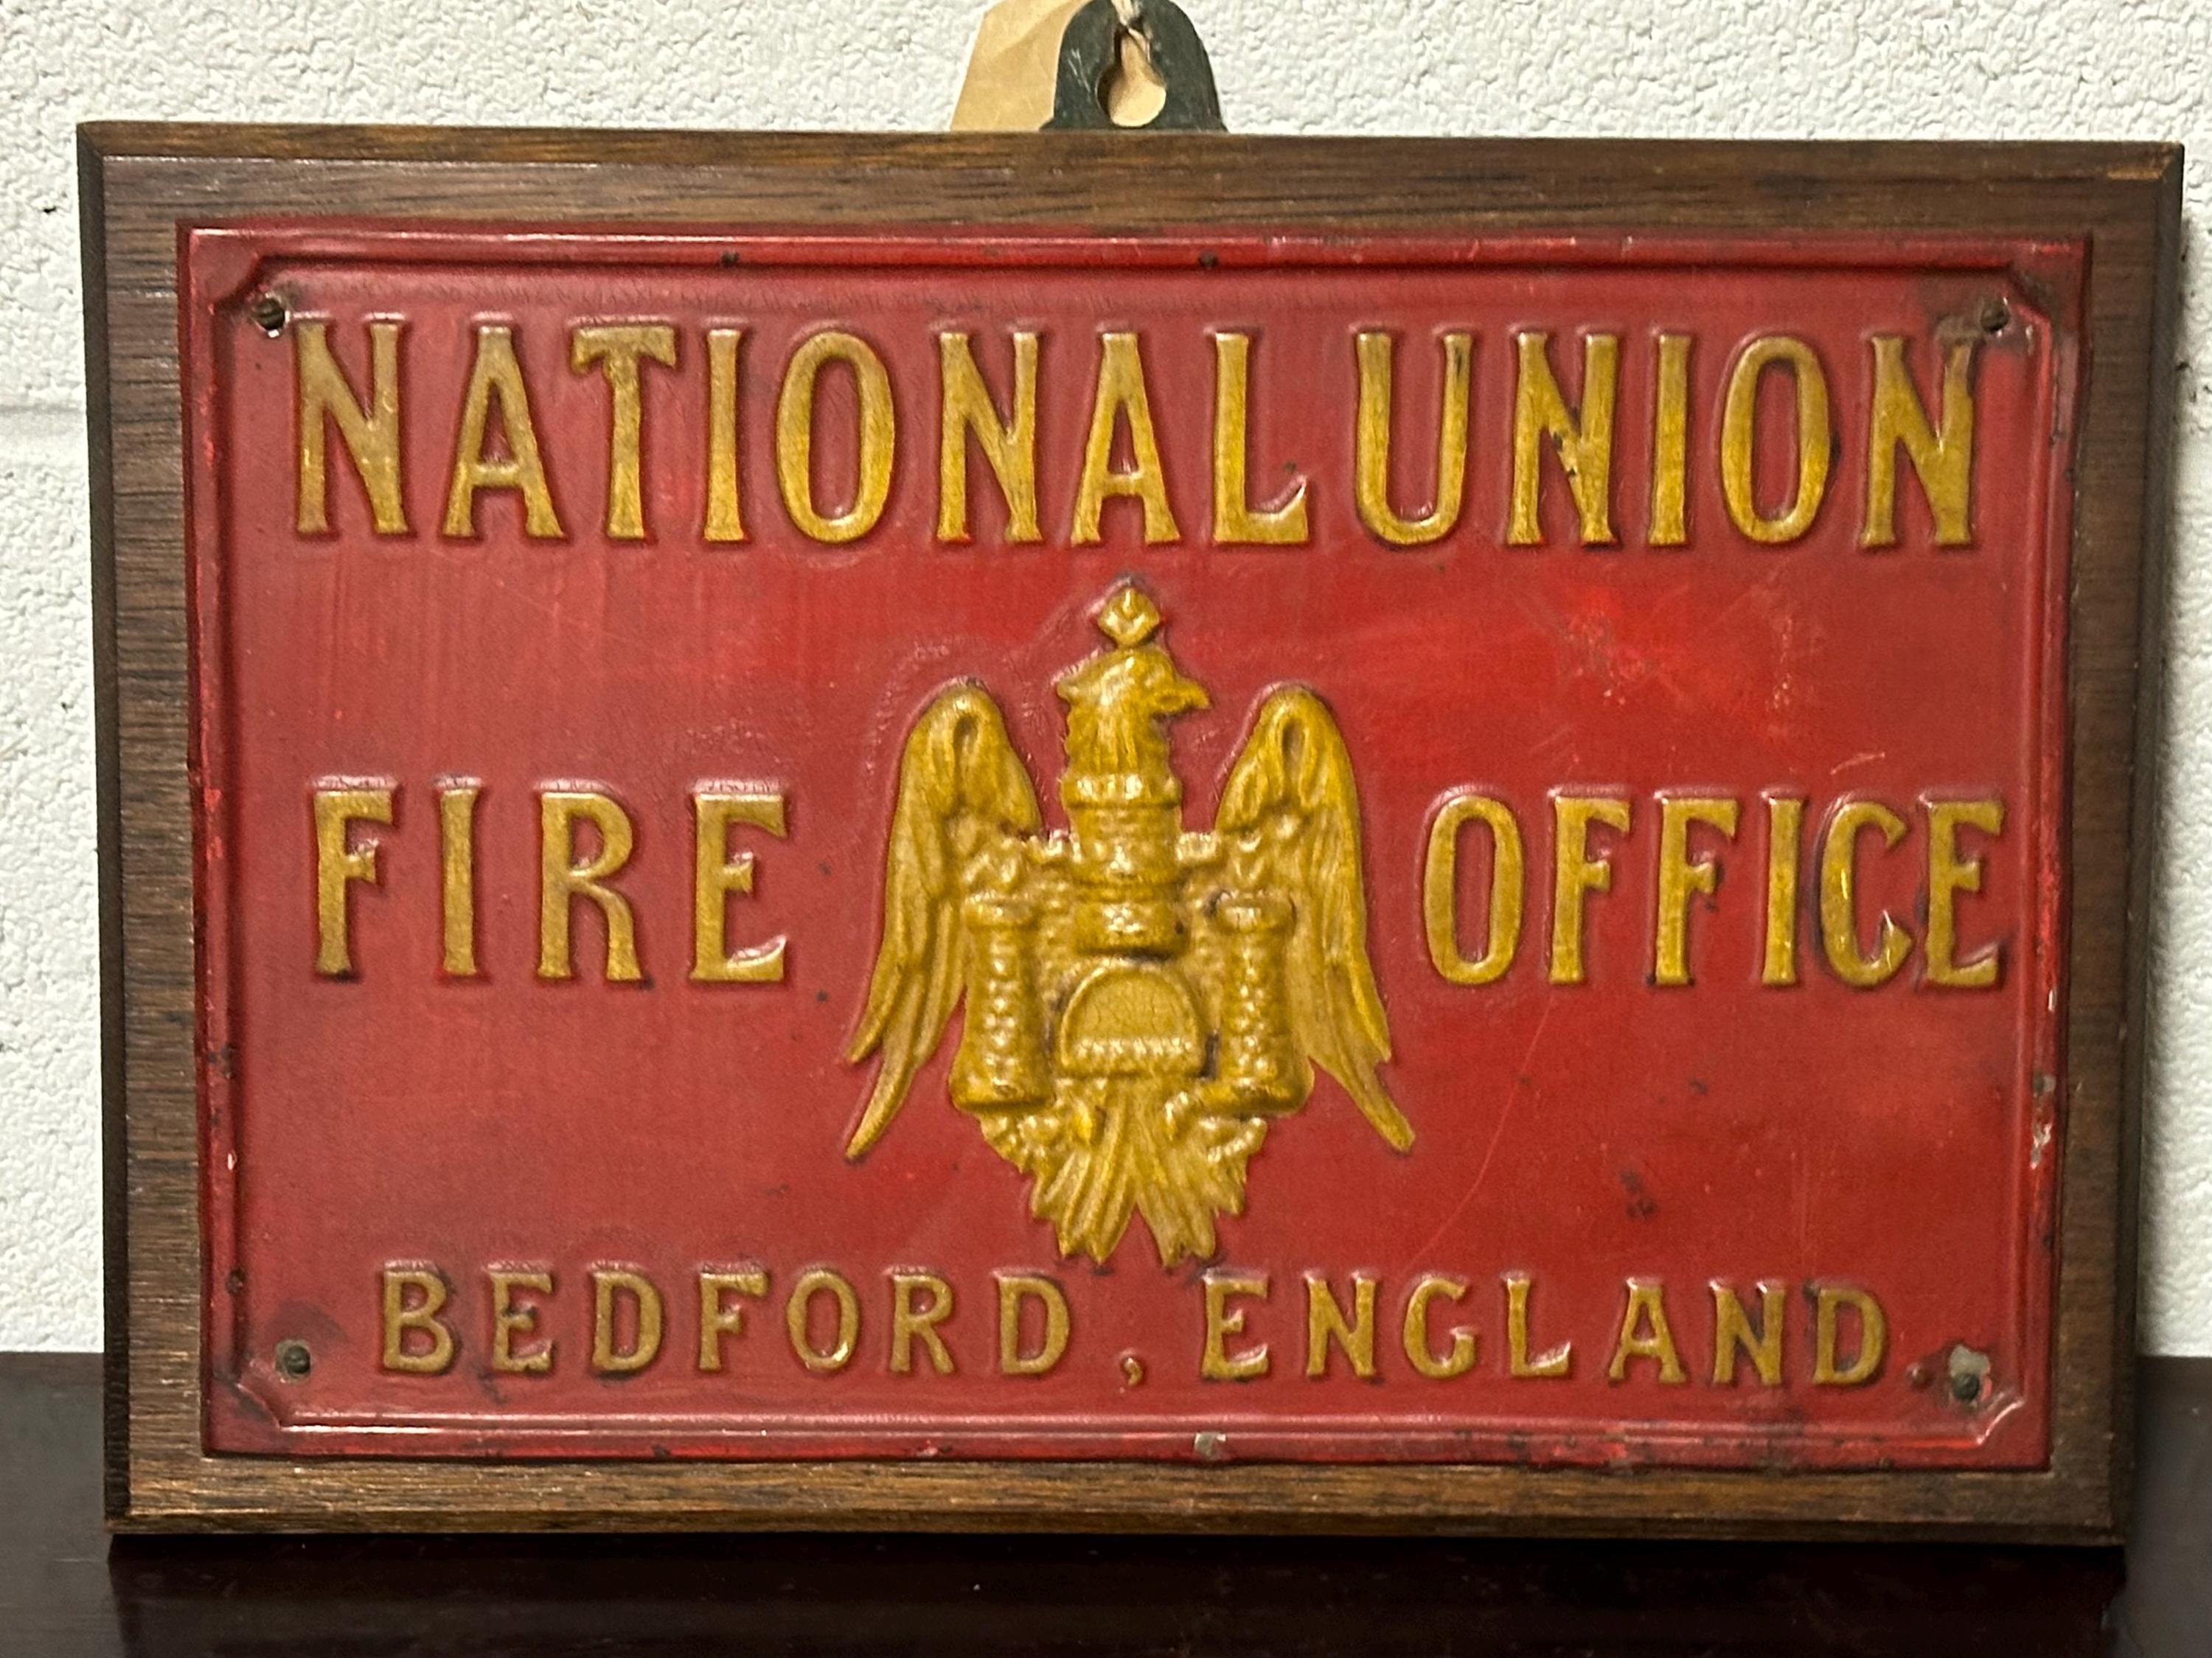 NATIONAL UNION
FIRE OFFICE
BEDFORD, ENGLAND.